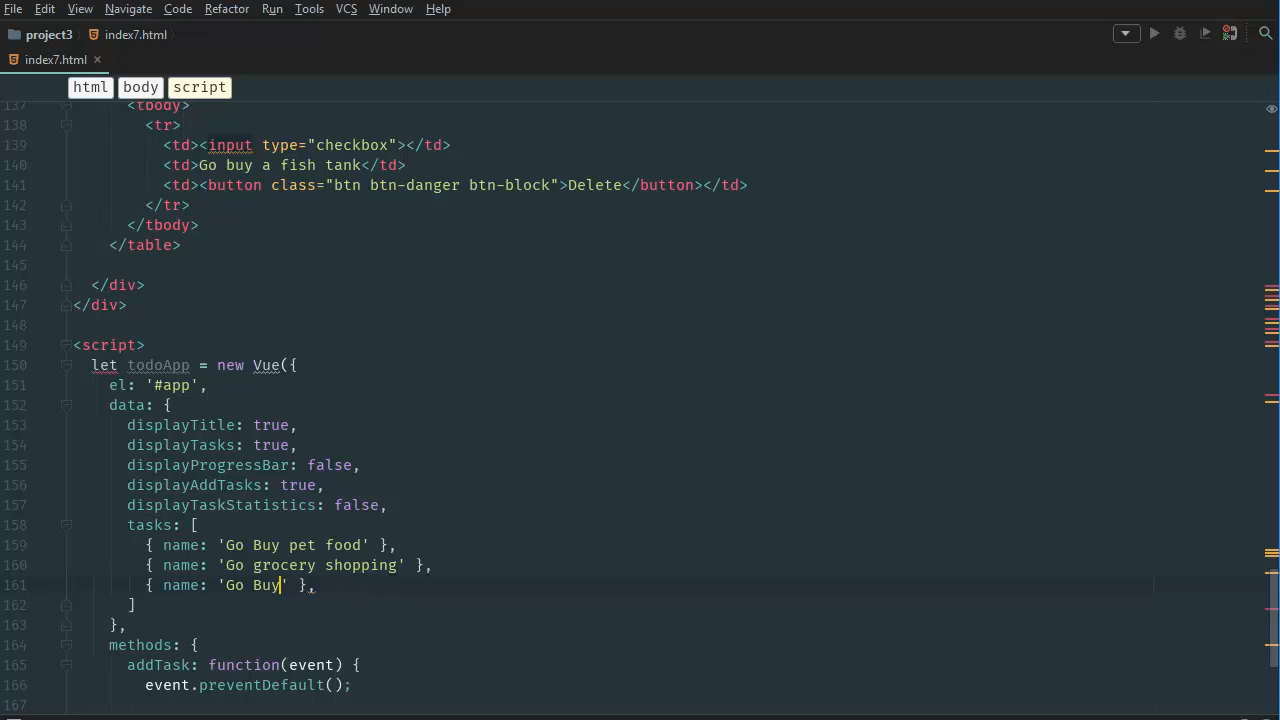 File Edit View Navigate Code Refactor Run Tools VCS Window Help
project3 index7.html
index7.html ×
html body script
137 <tbody>
138 <tr>
139 <td><input type="checkbox"></td>
140 <td>Go buy a fish tank</td>
141 <td><button class="btn btn-danger btn-block">Delete</button></td>
142 </tr>
143 </tbody>
144 </table>
145
146 </div>
147 </div>
148
149 <script>
150 let todoApp = new Vue({
151 el: '#app',
152 data: {
153 displayTitle: true,
154 displayTasks: true,
155 displayProgressBar: false,
156 displayAddTasks: true,
157 displayTaskStatistics: false,
158 tasks: [
159 { name: 'Go Buy pet food' },
160 { name: 'Go grocery shopping' },
161 { name: 'Go Buy' },
162 ]
163 },
164 methods: {
165 addTask: function(event) {
166 event.preventDefault();
167